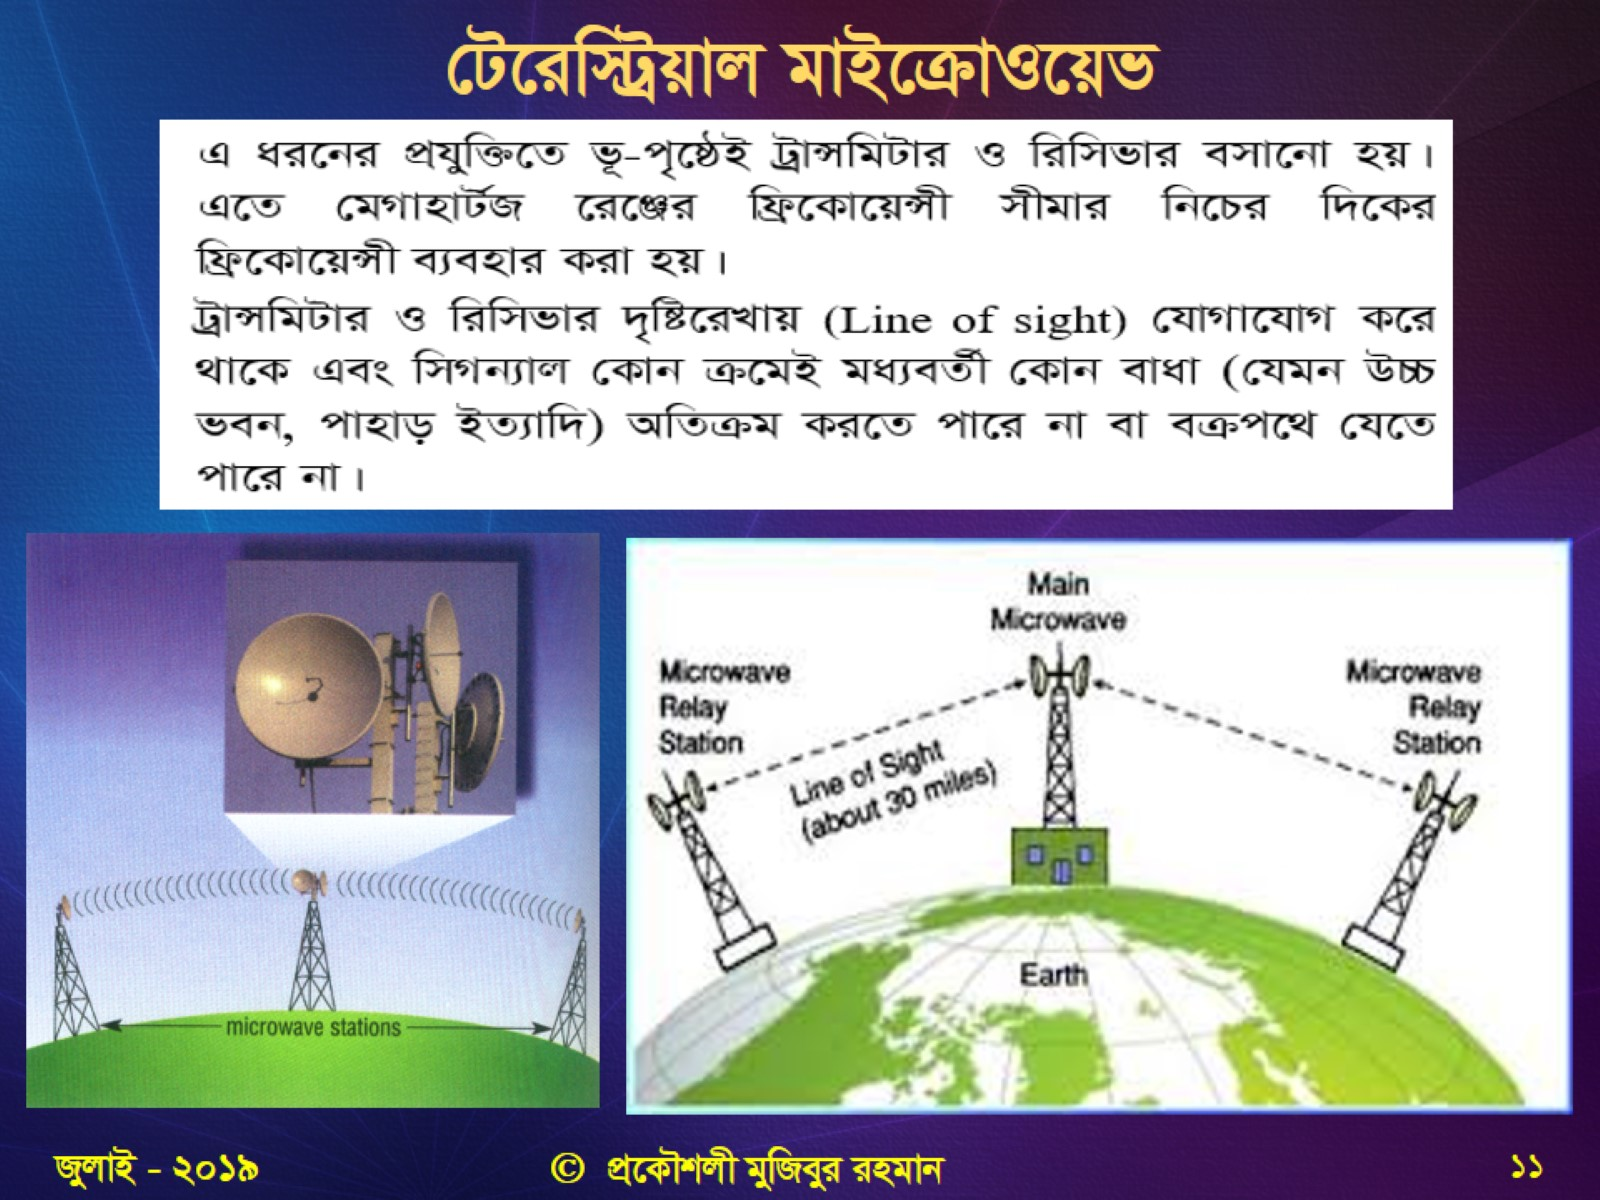 টেরেস্ট্রিয়াল মাইক্রোওয়েভ
এ ধরনের প্রযুক্তিতে ভূ-পৃষ্ঠেই ট্রান্সমিটার ও রিসিভার বসানো হয়।
এতে মেগাহার্টজ রেঞ্জের ফ্রিকোয়েন্সী সীমার নিচের দিকের
ফ্রিকোয়েন্সী ব্যবহার করা হয়।
ট্রান্সমিটার ও রিসিভার দৃষ্টিরেখায় (Line of sight) যোগাযোগ করে
থাকে এবং সিগন্যাল কোন ক্রমেই মধ্যবর্তী কোন বাধা (যেমন উচ্চ
ভবন, পাহাড় ইত্যাদি) অতিক্রম করতে পারে না বা বক্রপথে যেতে
পারে না।
microwave stations
Main
Microwave
Microwave
Relay
Station
Microwave
Relay
Station
Line of Sight
(about 30 miles)
Earth
জুলাই - ২০১৯
© প্রকৌশলী মুজিবুর রহমান
১১